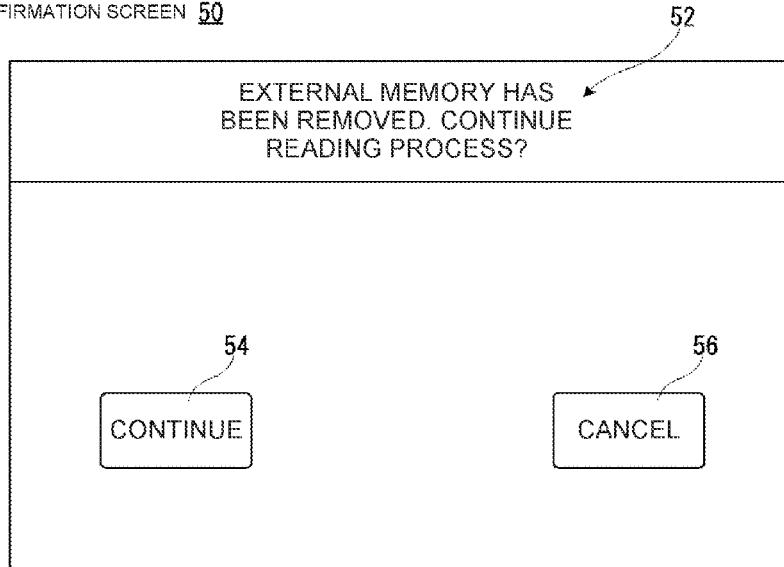 FIRMATION SCREEN 50
52
EXTERNAL MEMORY HAS
BEEN REMOVED. CONTINUE
READING PROCESS?
54
56
CONTINUE
CANCEL